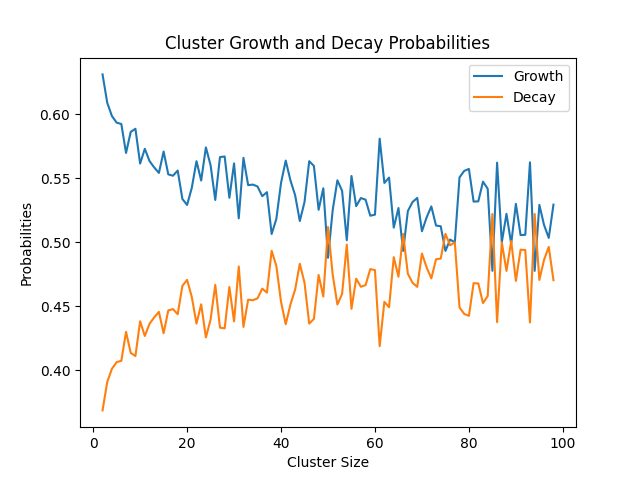 Cluster Growth and Decay Probabilities
Growth
Decay
Probabilities
0.60
0.55
0.50
0.45
0.40
0
20
40
60
80
100
Cluster Size